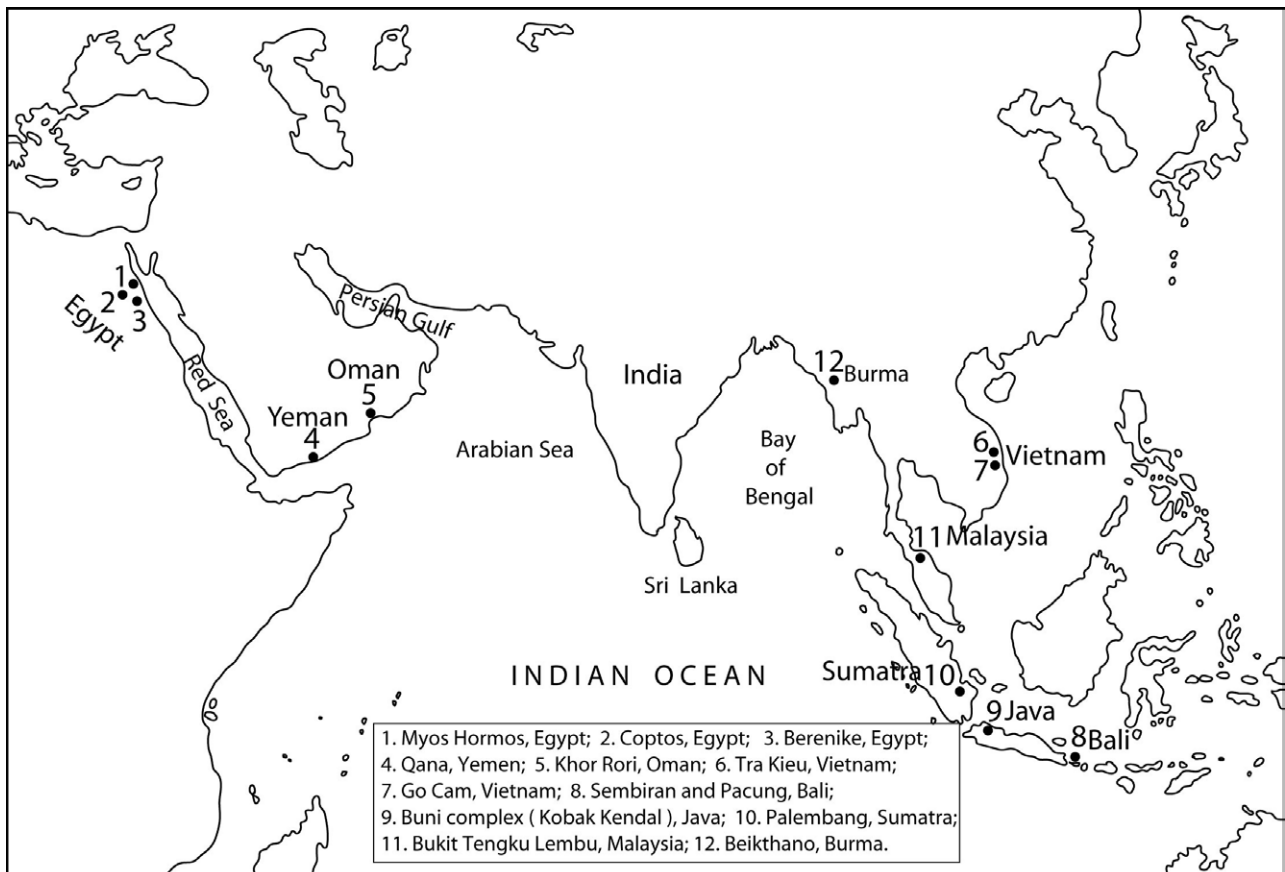 1
2
3
Egypt
Red Sea
Persian Gulf
Oman
5
Yeman
4
Arabian Sea
India
Sri Lanka
Bay
of
Bengal
12
Burma
6
7
Vietnam
11 Malaysia
Sumatra 10
9 Java
8 Bali
INDIAN OCEAN
1. Myos Hormos, Egypt; 2. Coptos, Egypt; 3. Berenike, Egypt;
4. Qana, Yemen; 5. Khor Rori, Oman; 6. Tra Kieu, Vietnam;
7. Go Cam, Vietnam; 8. Sembiran and Pacung, Bali;
9. Buni complex ( Kobak Kendal ), Java; 10. Palembang, Sumatra;
11. Bukit Tengku Lembu, Malaysia; 12. Beikthano, Burma.